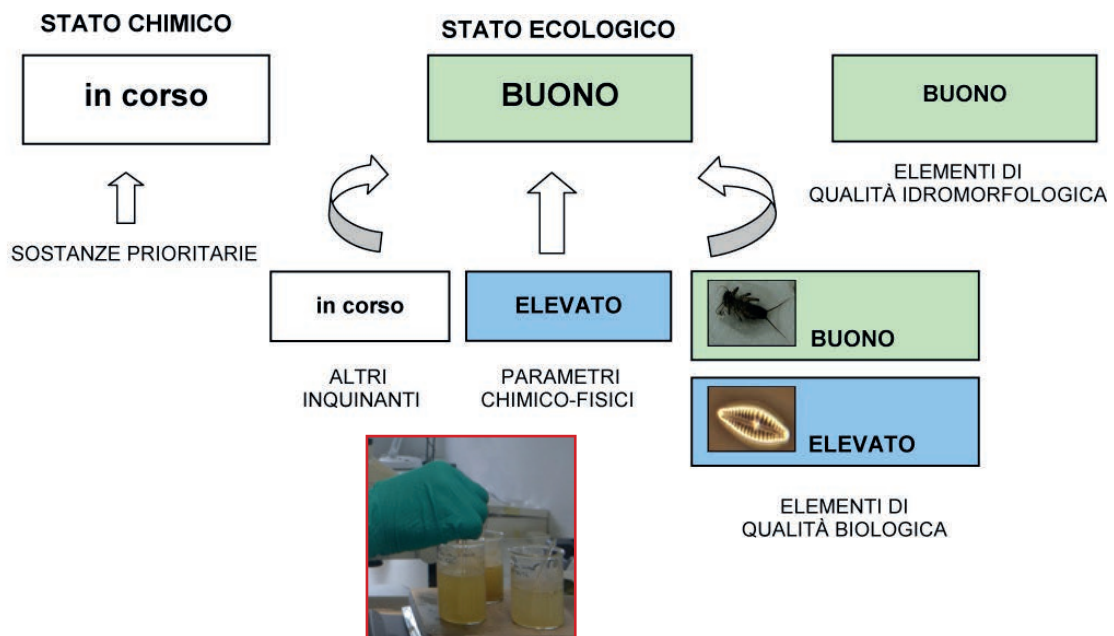 STATO CHIMICO
in corso
SOSTANZE PRIORITARIE
STATO ECOLOGICO
BUONO
BUONO
ELEMENTI DI
QUALITÀ IDROMORFOLOGICA
in corso
ALTRI
INQUINANTI
ELEVATO
PARAMETRI
CHIMICO-FISICI
BUONO
ELEVATO
ELEMENTI DI
QUALITÀ BIOLOGICA